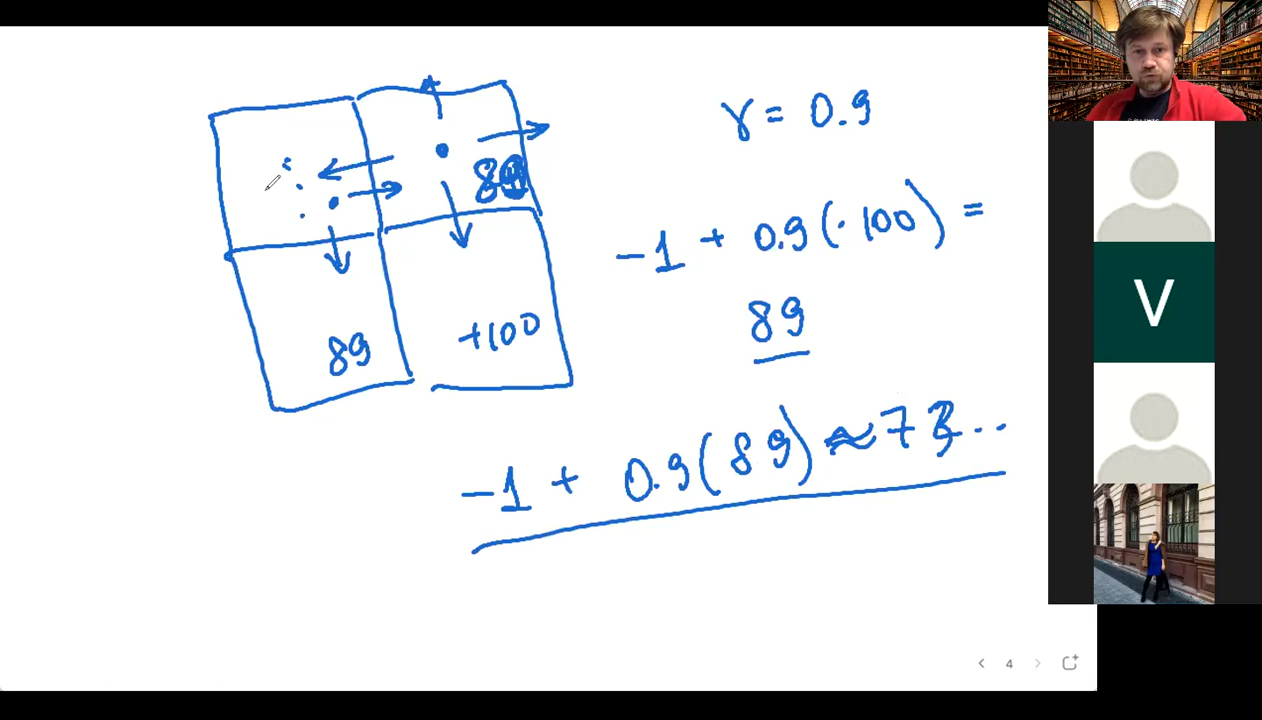 γ = 0.9
89
-1 + 0.9(·100) =
89
89
+100
-1 + 0.9(89) ≈ 7
V
4